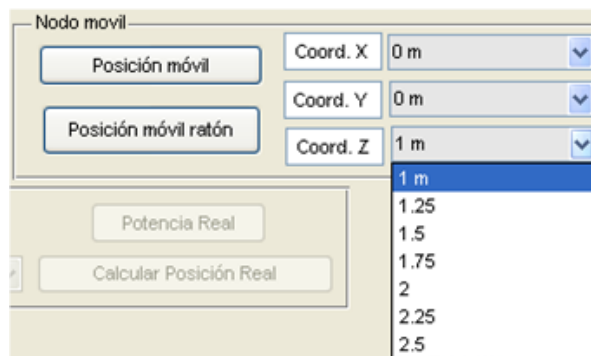 Nodo movil
Posición móvil
Coord. X
0 m
Coord. Y
0 m
Posición móvil ratón
Coord. Z
1 m
1 m
1.25
1.5
1.75
2
2.25
2.5
Potencia Real
Calcular Posición Real